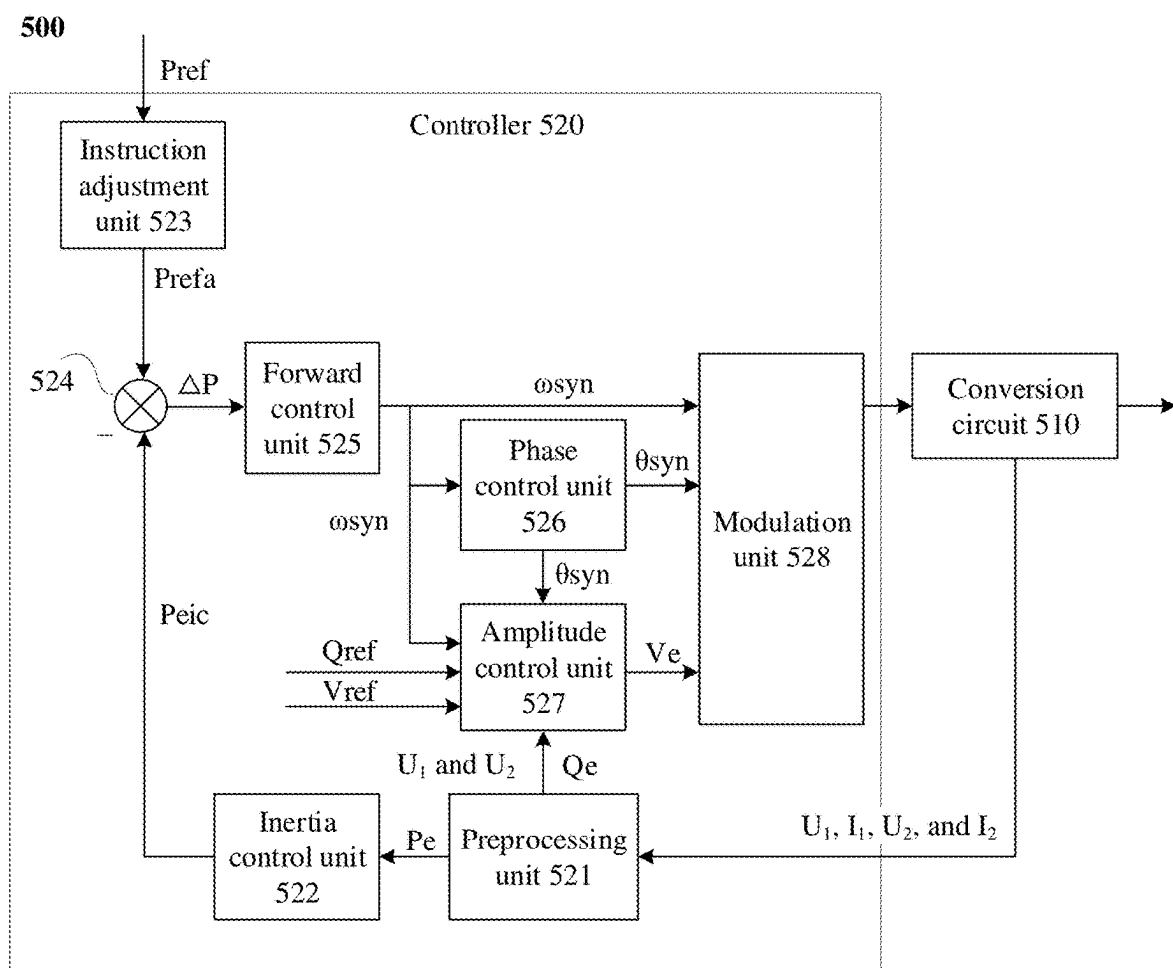 500
Pref
Controller 520
Instruction
adjustment
unit 523
Prefa
524
−
△P
Forward
control
unit 525
ωsyn
Conversion
circuit 510
Phase
control unit
526
θsyn
ωsyn
Modulation
unit 528
θsyn
Peic
Qref
Vref
Amplitude
control unit
527
Ve
U₁ and U₂
Qe
U₁, I₁, U₂, and I₂
Inertia
control unit
522
Pe
Preprocessing
unit 521